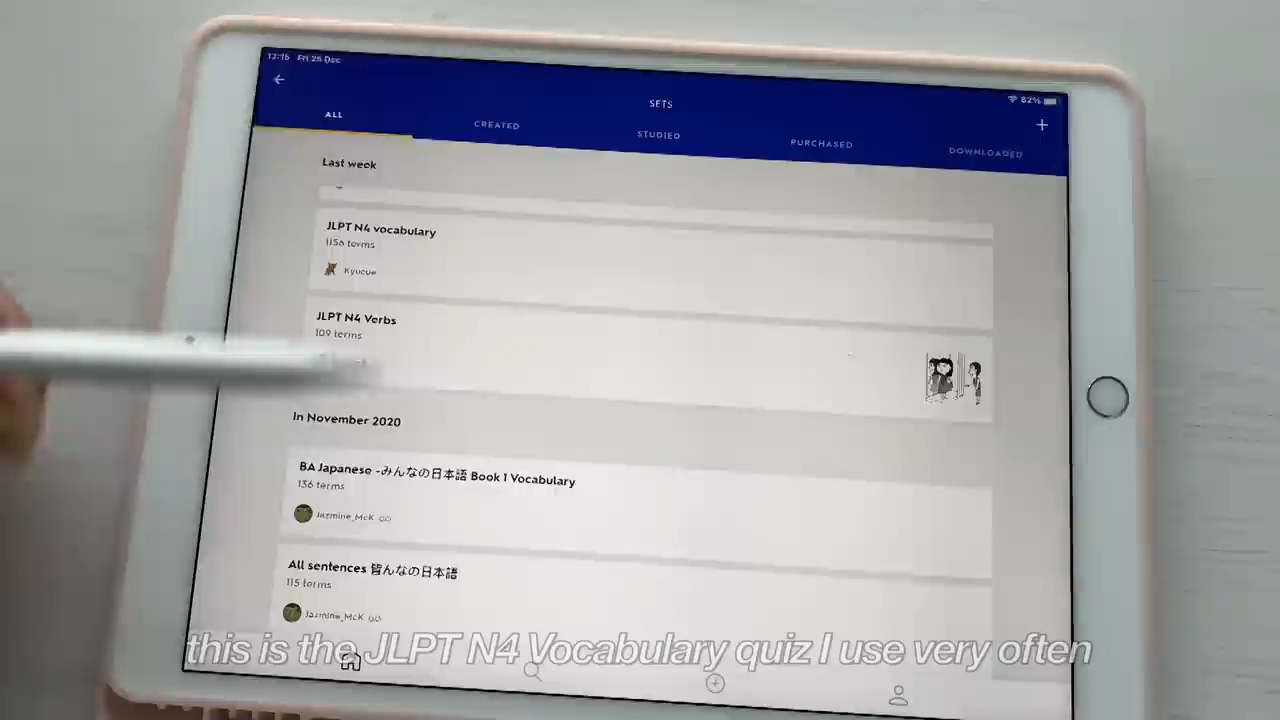 12:16 Fri 25 Dec
82%
SETS
ALL
CREATED
STUDIED
PURCHASED
DOWNLOADED
Last week
JLPT N4 vocabulary
1156 terms
Kyucue
JLPT N4 Verbs
109 terms
In November 2020
BA Japanese -みんなの日本語 Book 1 Vocabulary
136 terms
Jazmine_McK
All sentences 皆んなの日本語
115 terms
Jazmine_McK
this is the JLPT N4 Vocabulary quiz I use very often